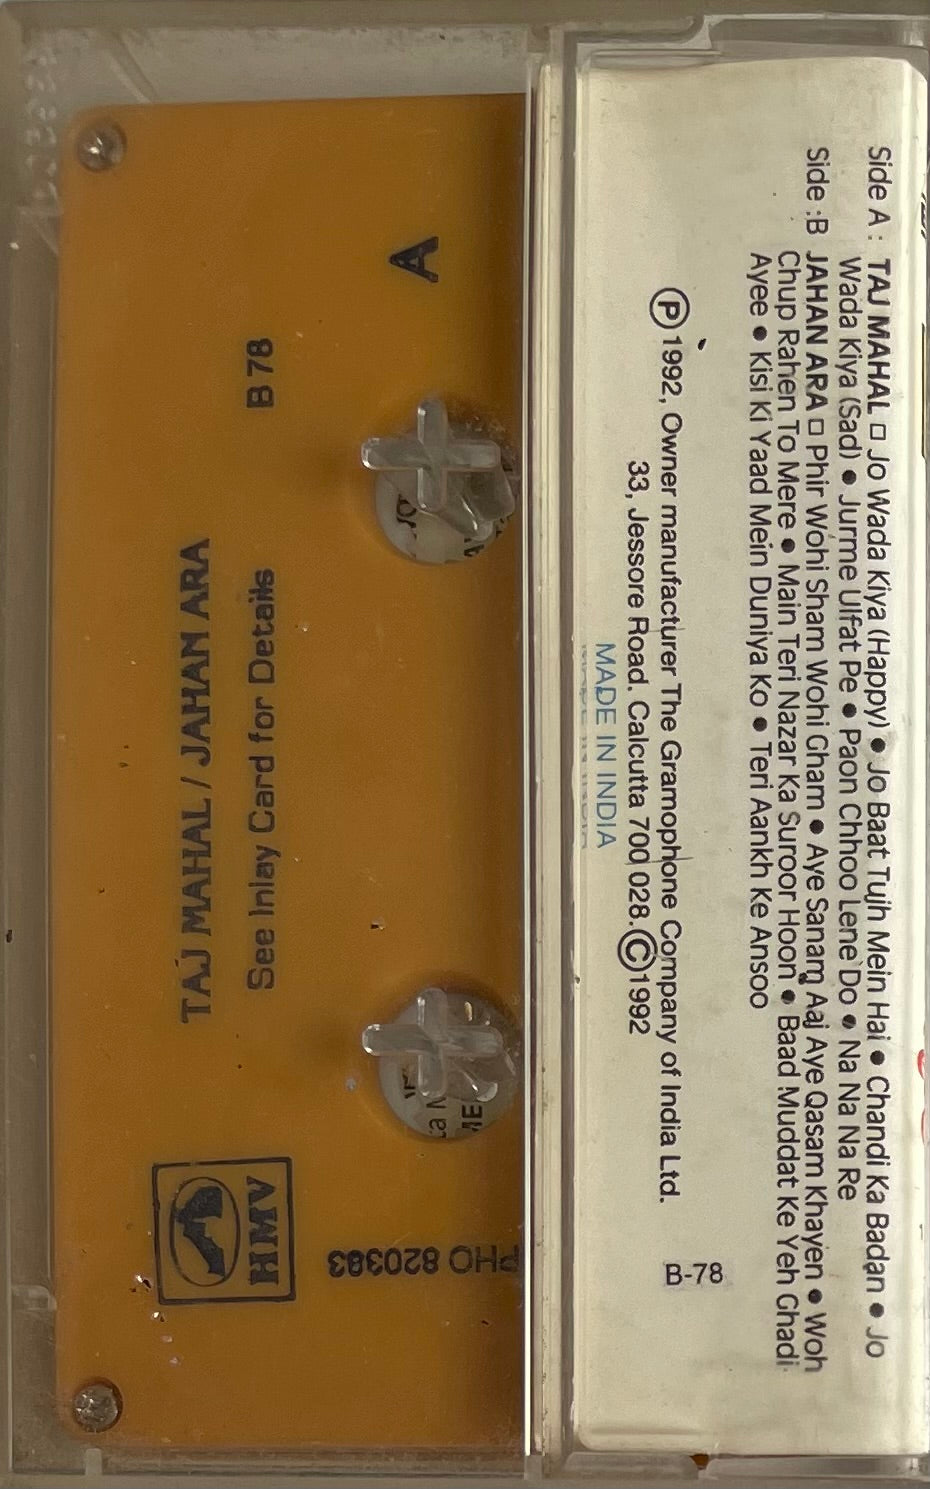 Side A : TAJ MAHAL □ Jo Wada Kiya (Happy) ● Jo Baat Tujh Mein Hai ● Chandi Ka Badan ● Jo
Wada Kiya (Sad) ● Jurme Ulfat Pe ● Paon Chhoo Lene Do ● Na Na Na Re
Side :B JAHAN ARA □ Phir Wohi Sham Wohi Gham ● Aye Sanam Aaj Aye Qasam Khayen ● Woh
Chup Rahen To Mere ● Main Teri Nazar Ka Suroor Hoon ● Baad Muddat Ke Yeh Ghadi
Ayee ● Kisi Ki Yaad Mein Duniya Ko ● Teri Aankh Ke Ansoo
B-78
Ⓟ 1992, Owner manufacturer The Gramophone Company of India Ltd.
33, Jessore Road. Calcutta 700 028. © 1992
MADE IN INDIA
A
PHO 820383
B 78
See Inlay Card for Details
HMV
TAJ MAHAL / JAHAN ARA